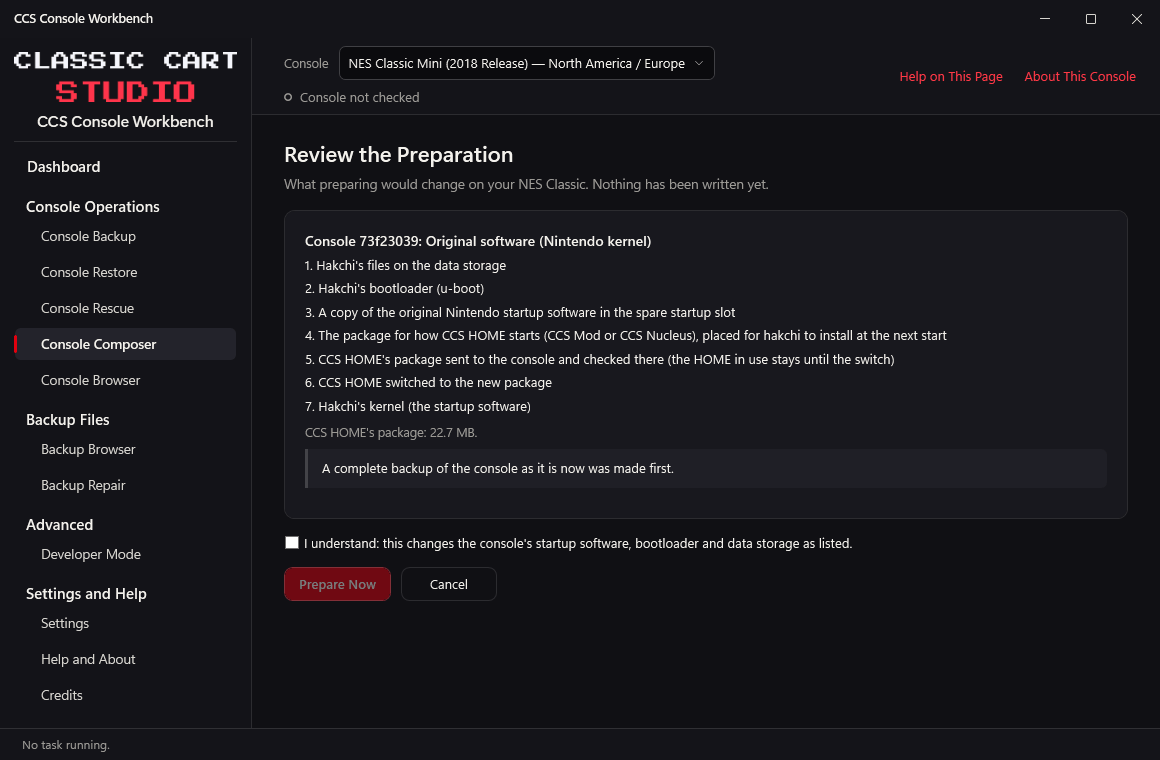 CCS Console Workbench
CLASSIC CART
STUDIO
CCS Console Workbench
Dashboard
Console Operations
Console Backup
Console Restore
Console Rescue
Console Composer
Console Browser
Backup Files
Backup Browser
Backup Repair
Advanced
Developer Mode
Settings and Help
Settings
Help and About
Credits
Console
NES Classic Mini (2018 Release) — North America / Europe
Console not checked
Help on This Page
About This Console
Review the Preparation
What preparing would change on your NES Classic. Nothing has been written yet.
Console 73f23039: Original software (Nintendo kernel)
1. Hakchi's files on the data storage
2. Hakchi's bootloader (u-boot)
3. A copy of the original Nintendo startup software in the spare startup slot
4. The package for how CCS HOME starts (CCS Mod or CCS Nucleus), placed for hakchi to install at the next start
5. CCS HOME's package sent to the console and checked there (the HOME in use stays until the switch)
6. CCS HOME switched to the new package
7. Hakchi's kernel (the startup software)
CCS HOME's package: 22.7 MB.
A complete backup of the console as it is now was made first.
I understand: this changes the console's startup software, bootloader and data storage as listed.
Prepare Now
Cancel
No task running.